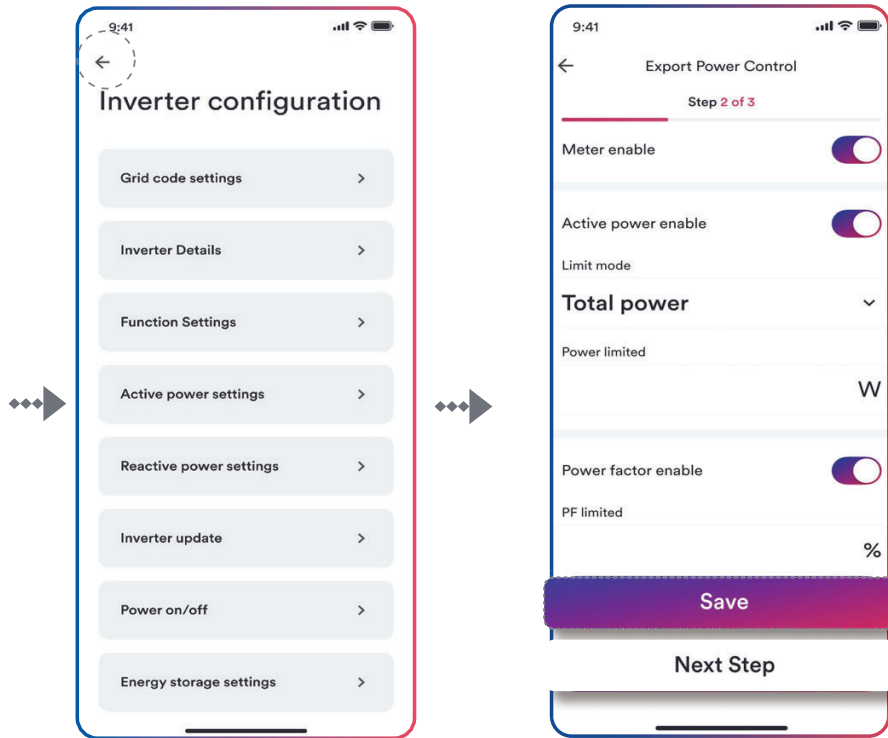 9:41
Inverter configuration
Grid code settings
Inverter Details
Function Settings
Active power settings
Reactive power settings
Inverter update
Power on/off
Energy storage settings
9:41
Export Power Control
Step 2 of 3
Meter enable
Active power enable
Limit mode
Total power
Power limited
W
Power factor enable
PF limited
%
Save
Next Step